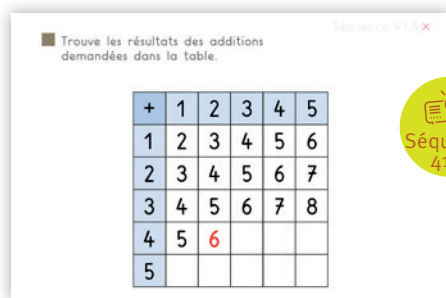 Séquence 41.4 ×
Trouve les résultats des additions
demandées dans la table.
+ 1 2 3 4 5
1 2 3 4 5 6
2 3 4 5 6 7
3 4 5 6 7 8
4 5 6
5